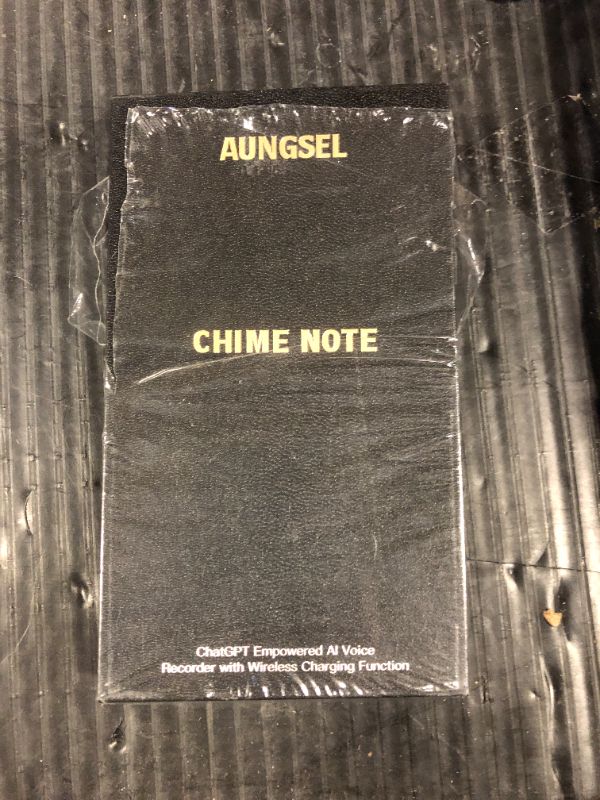 AUNGSEL
CHIME NOTE
ChatGPT Empowered AI Voice
Recorder with Wireless Charging Function